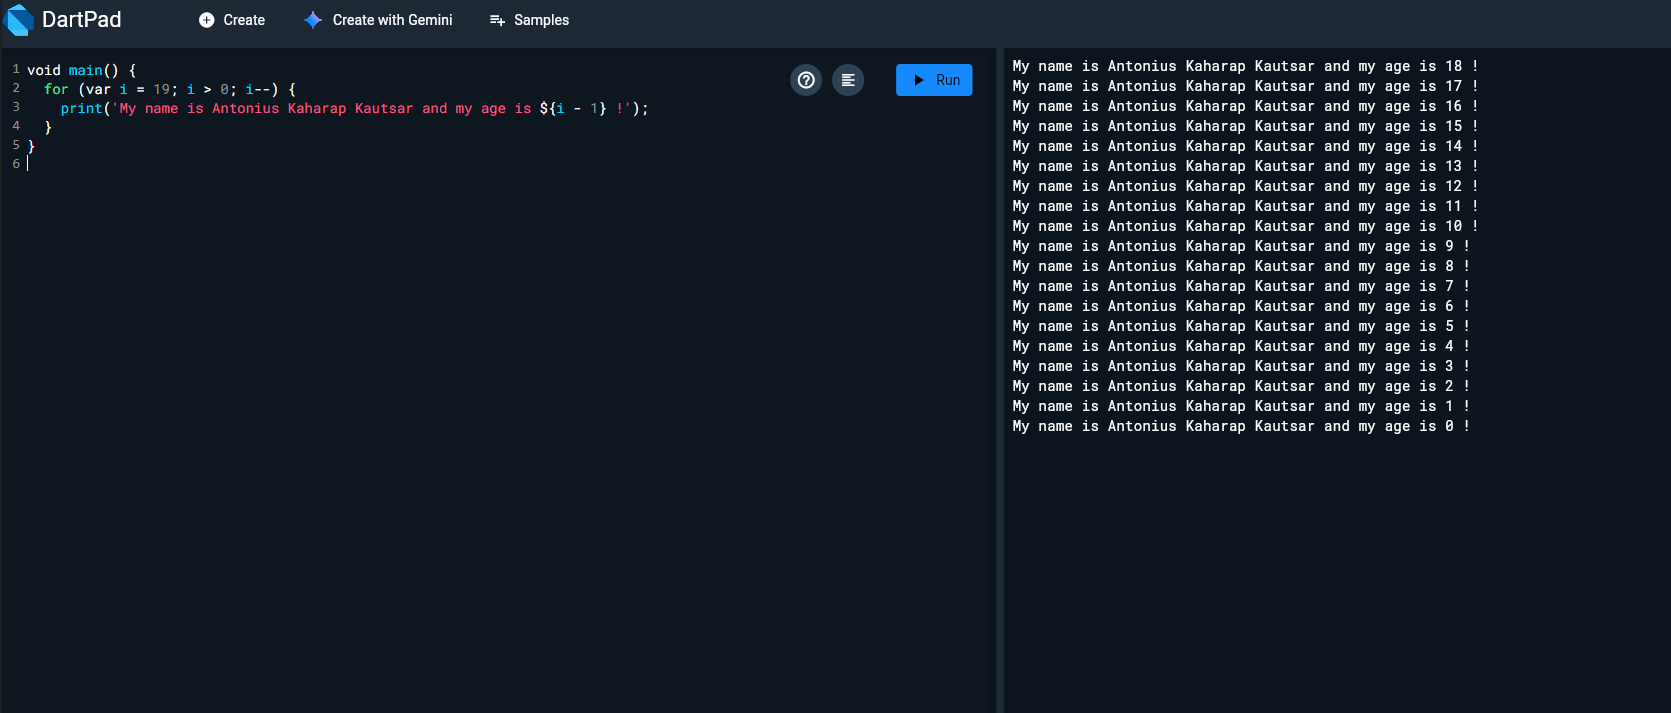 DartPad Create Create with Gemini Samples
1 void main() {
2 for (var i = 19; i > 0; i--) {
3 print('My name is Antonius Kaharap Kautsar and my age is ${i - 1} !');
4 }
5 }
6
Run
My name is Antonius Kaharap Kautsar and my age is 18 !
My name is Antonius Kaharap Kautsar and my age is 17 !
My name is Antonius Kaharap Kautsar and my age is 16 !
My name is Antonius Kaharap Kautsar and my age is 15 !
My name is Antonius Kaharap Kautsar and my age is 14 !
My name is Antonius Kaharap Kautsar and my age is 13 !
My name is Antonius Kaharap Kautsar and my age is 12 !
My name is Antonius Kaharap Kautsar and my age is 11 !
My name is Antonius Kaharap Kautsar and my age is 10 !
My name is Antonius Kaharap Kautsar and my age is 9 !
My name is Antonius Kaharap Kautsar and my age is 8 !
My name is Antonius Kaharap Kautsar and my age is 7 !
My name is Antonius Kaharap Kautsar and my age is 6 !
My name is Antonius Kaharap Kautsar and my age is 5 !
My name is Antonius Kaharap Kautsar and my age is 4 !
My name is Antonius Kaharap Kautsar and my age is 3 !
My name is Antonius Kaharap Kautsar and my age is 2 !
My name is Antonius Kaharap Kautsar and my age is 1 !
My name is Antonius Kaharap Kautsar and my age is 0 !